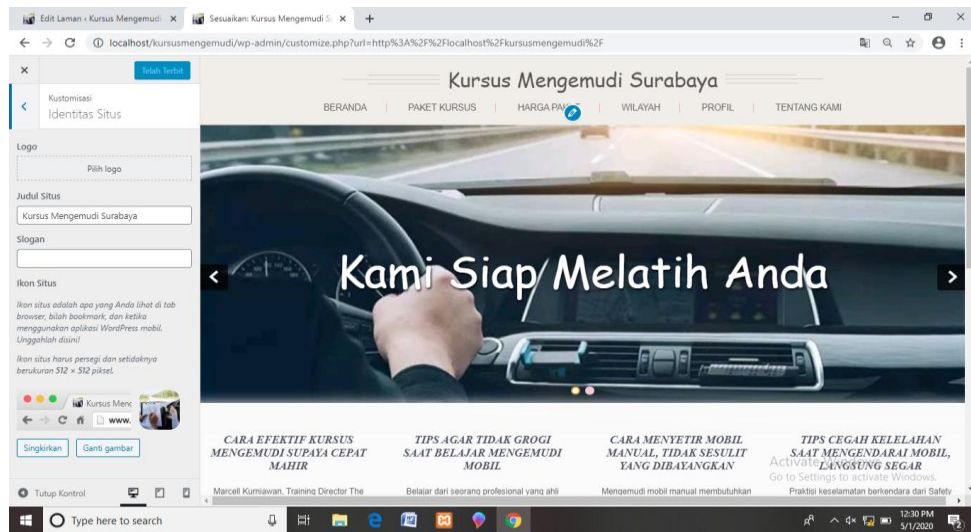 Edit Laman ‹ Kursus Mengemudi
Sesuaikan: Kursus Mengemudi S
localhost/kursusmengemudi/wp-admin/customize.php?url=http%3A%2F%2Flocalhost%2Fkursusmengemudi%2F
Telah Terbit
Kustomisasi
Identitas Situs
Logo
Pilih logo
Judul Situs
Kursus Mengemudi Surabaya
Slogan
Ikon Situs
Ikon situs adalah apa yang Anda lihat di tab
browser, bilah bookmark, dan ketika
menggunakan aplikasi WordPress mobil.
Unggahlah disini!
Ikon situs harus persegi dan setidaknya
berukuran 512 × 512 piksel.
Kursus Menc
www.
Singkirkan
Ganti gambar
Tutup Kontrol
Kursus Mengemudi Surabaya
BERANDA
PAKET KURSUS
HARGA PAKET
WILAYAH
PROFIL
TENTANG KAMI
Kami Siap Melatih Anda
CARA EFEKTIF KURSUS
MENGEMUDI SUPAYA CEPAT
MAHIR
Marcell Kurniawan, Training Director The
TIPS AGAR TIDAK GROGI
SAAT BELAJAR MENGEMUDI
MOBIL
Belajar dari seorang profesional yang ahli
CARA MENYETIR MOBIL
MANUAL, TIDAK SESULIT
YANG DIBAYANGKAN
Mengemudi mobil manual membutuhkan
TIPS CEGAH KELELAHAN
SAAT MENGENDARAI MOBIL,
LANGSUNG SEGAR
Praktisi keselamatan berkendara dari Safety
Activate Windows
Go to Settings to activate Windows.
Type here to search
12:30 PM
5/1/2020